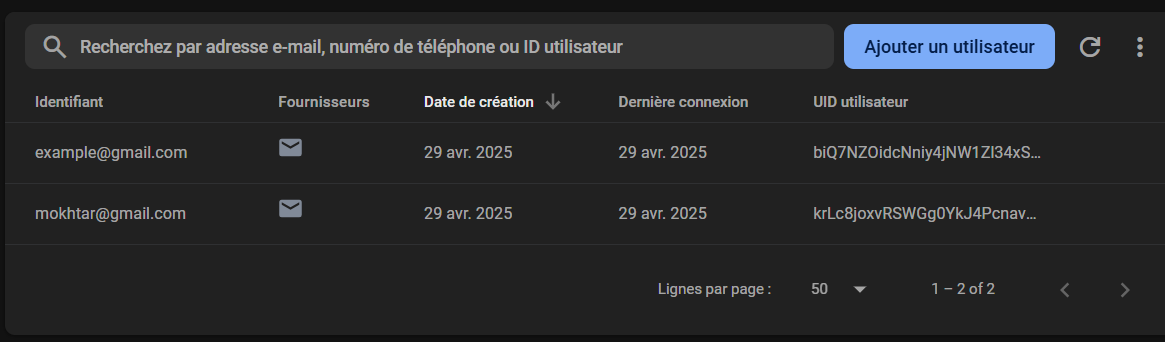 Recherchez par adresse e-mail, numéro de téléphone ou ID utilisateur
Ajouter un utilisateur
Identifiant Fournisseurs Date de création Dernière connexion UID utilisateur
example@gmail.com 29 avr. 2025 29 avr. 2025 biQ7NZOidcNniy4jNW1ZI34xS...
mokhtar@gmail.com 29 avr. 2025 29 avr. 2025 krLc8joxvRSWGg0YkJ4Pcnav...
Lignes par page : 50 1 – 2 of 2